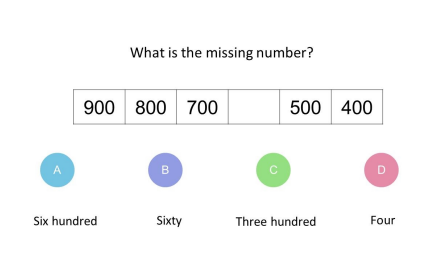 What is the missing number?
900 800 700 500 400
A B C D
Six hundred Sixty Three hundred Four